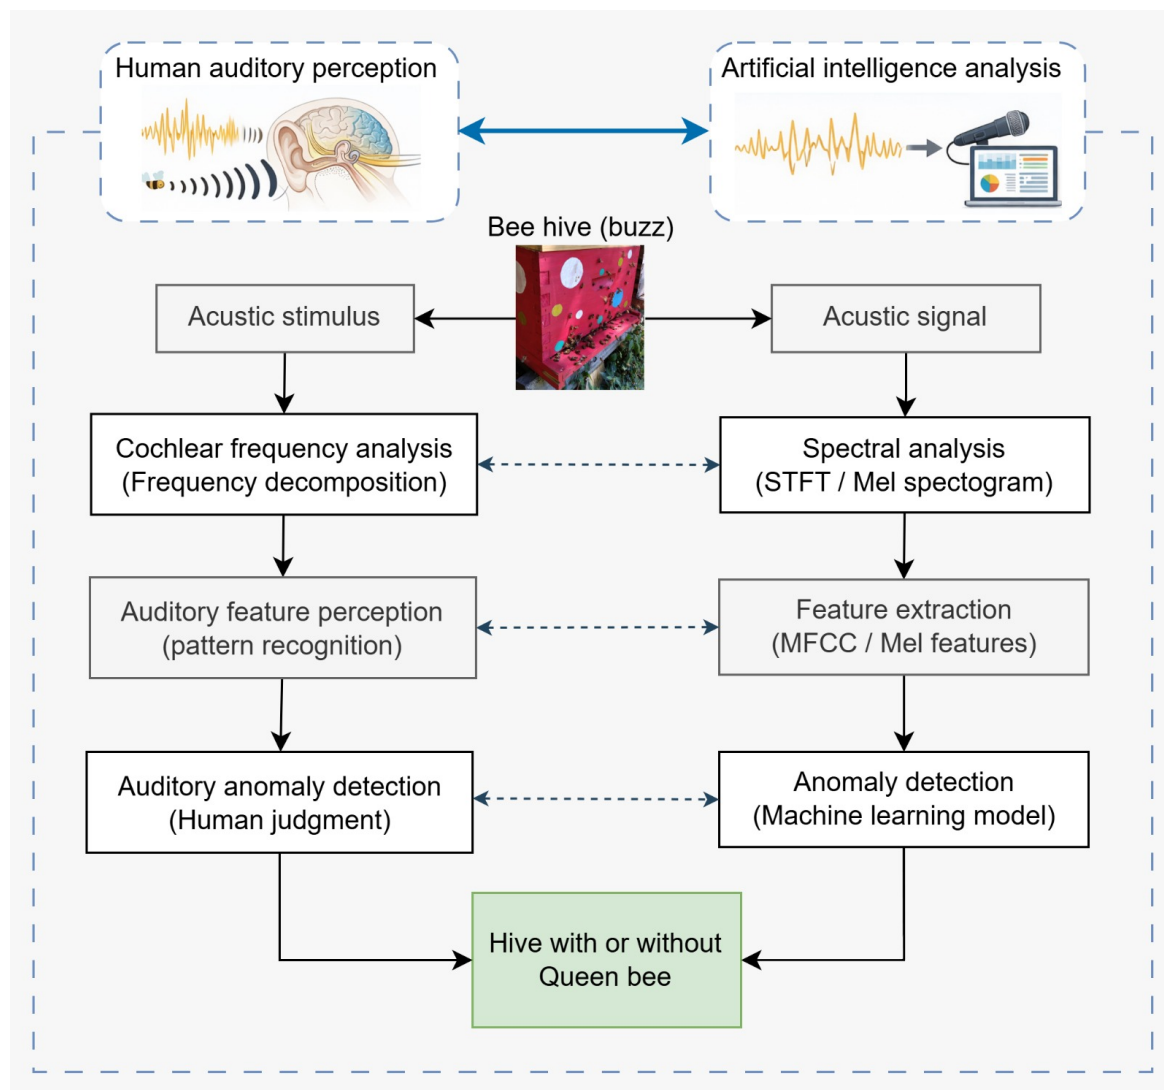 Human auditory perception
Artificial intelligence analysis
Bee hive (buzz)
Acustic stimulus
Acustic signal
Cochlear frequency analysis
(Frequency decomposition)
Spectral analysis
(STFT / Mel spectogram)
Auditory feature perception
(pattern recognition)
Feature extraction
(MFCC / Mel features)
Auditory anomaly detection
(Human judgment)
Anomaly detection
(Machine learning model)
Hive with or without
Queen bee